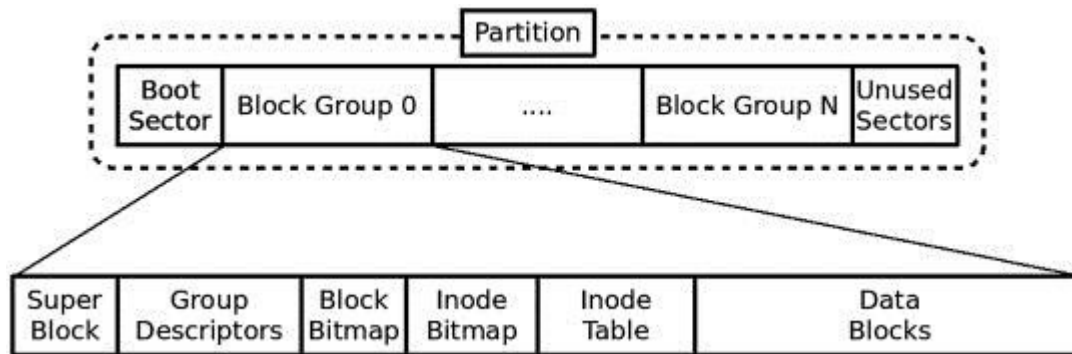 Partition
Boot
Sector
Block Group 0
....
Block Group N
Unused
Sectors
Super
Block
Group
Descriptors
Block
Bitmap
Inode
Bitmap
Inode
Table
Data
Blocks